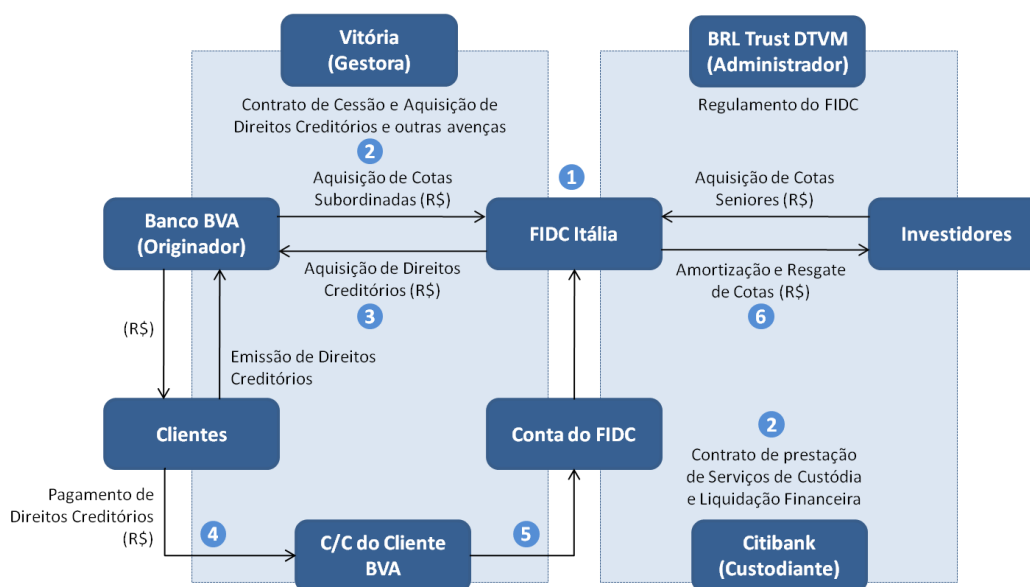 Vitória
(Gestora)
BRL Trust DTVM
(Administrador)
Contrato de Cessão e Aquisição de
Direitos Creditórios e outras avenças
Regulamento do FIDC
2
Aquisição de Cotas
Subordinadas (R$)
1
Aquisição de Cotas
Seniores (R$)
Banco BVA
(Originador)
FIDC Itália
Investidores
Aquisição de Direitos
Creditórios (R$)
3
Amortização e Resgate
de Cotas (R$)
6
(R$)
Emissão de Direitos
Creditórios
Clientes
Conta do FIDC
2
Contrato de prestação
de Serviços de Custódia
e Liquidação Financeira
Pagamento de
Direitos Creditórios
(R$)
4
C/C do Cliente
BVA
5
Citibank
(Custodiante)